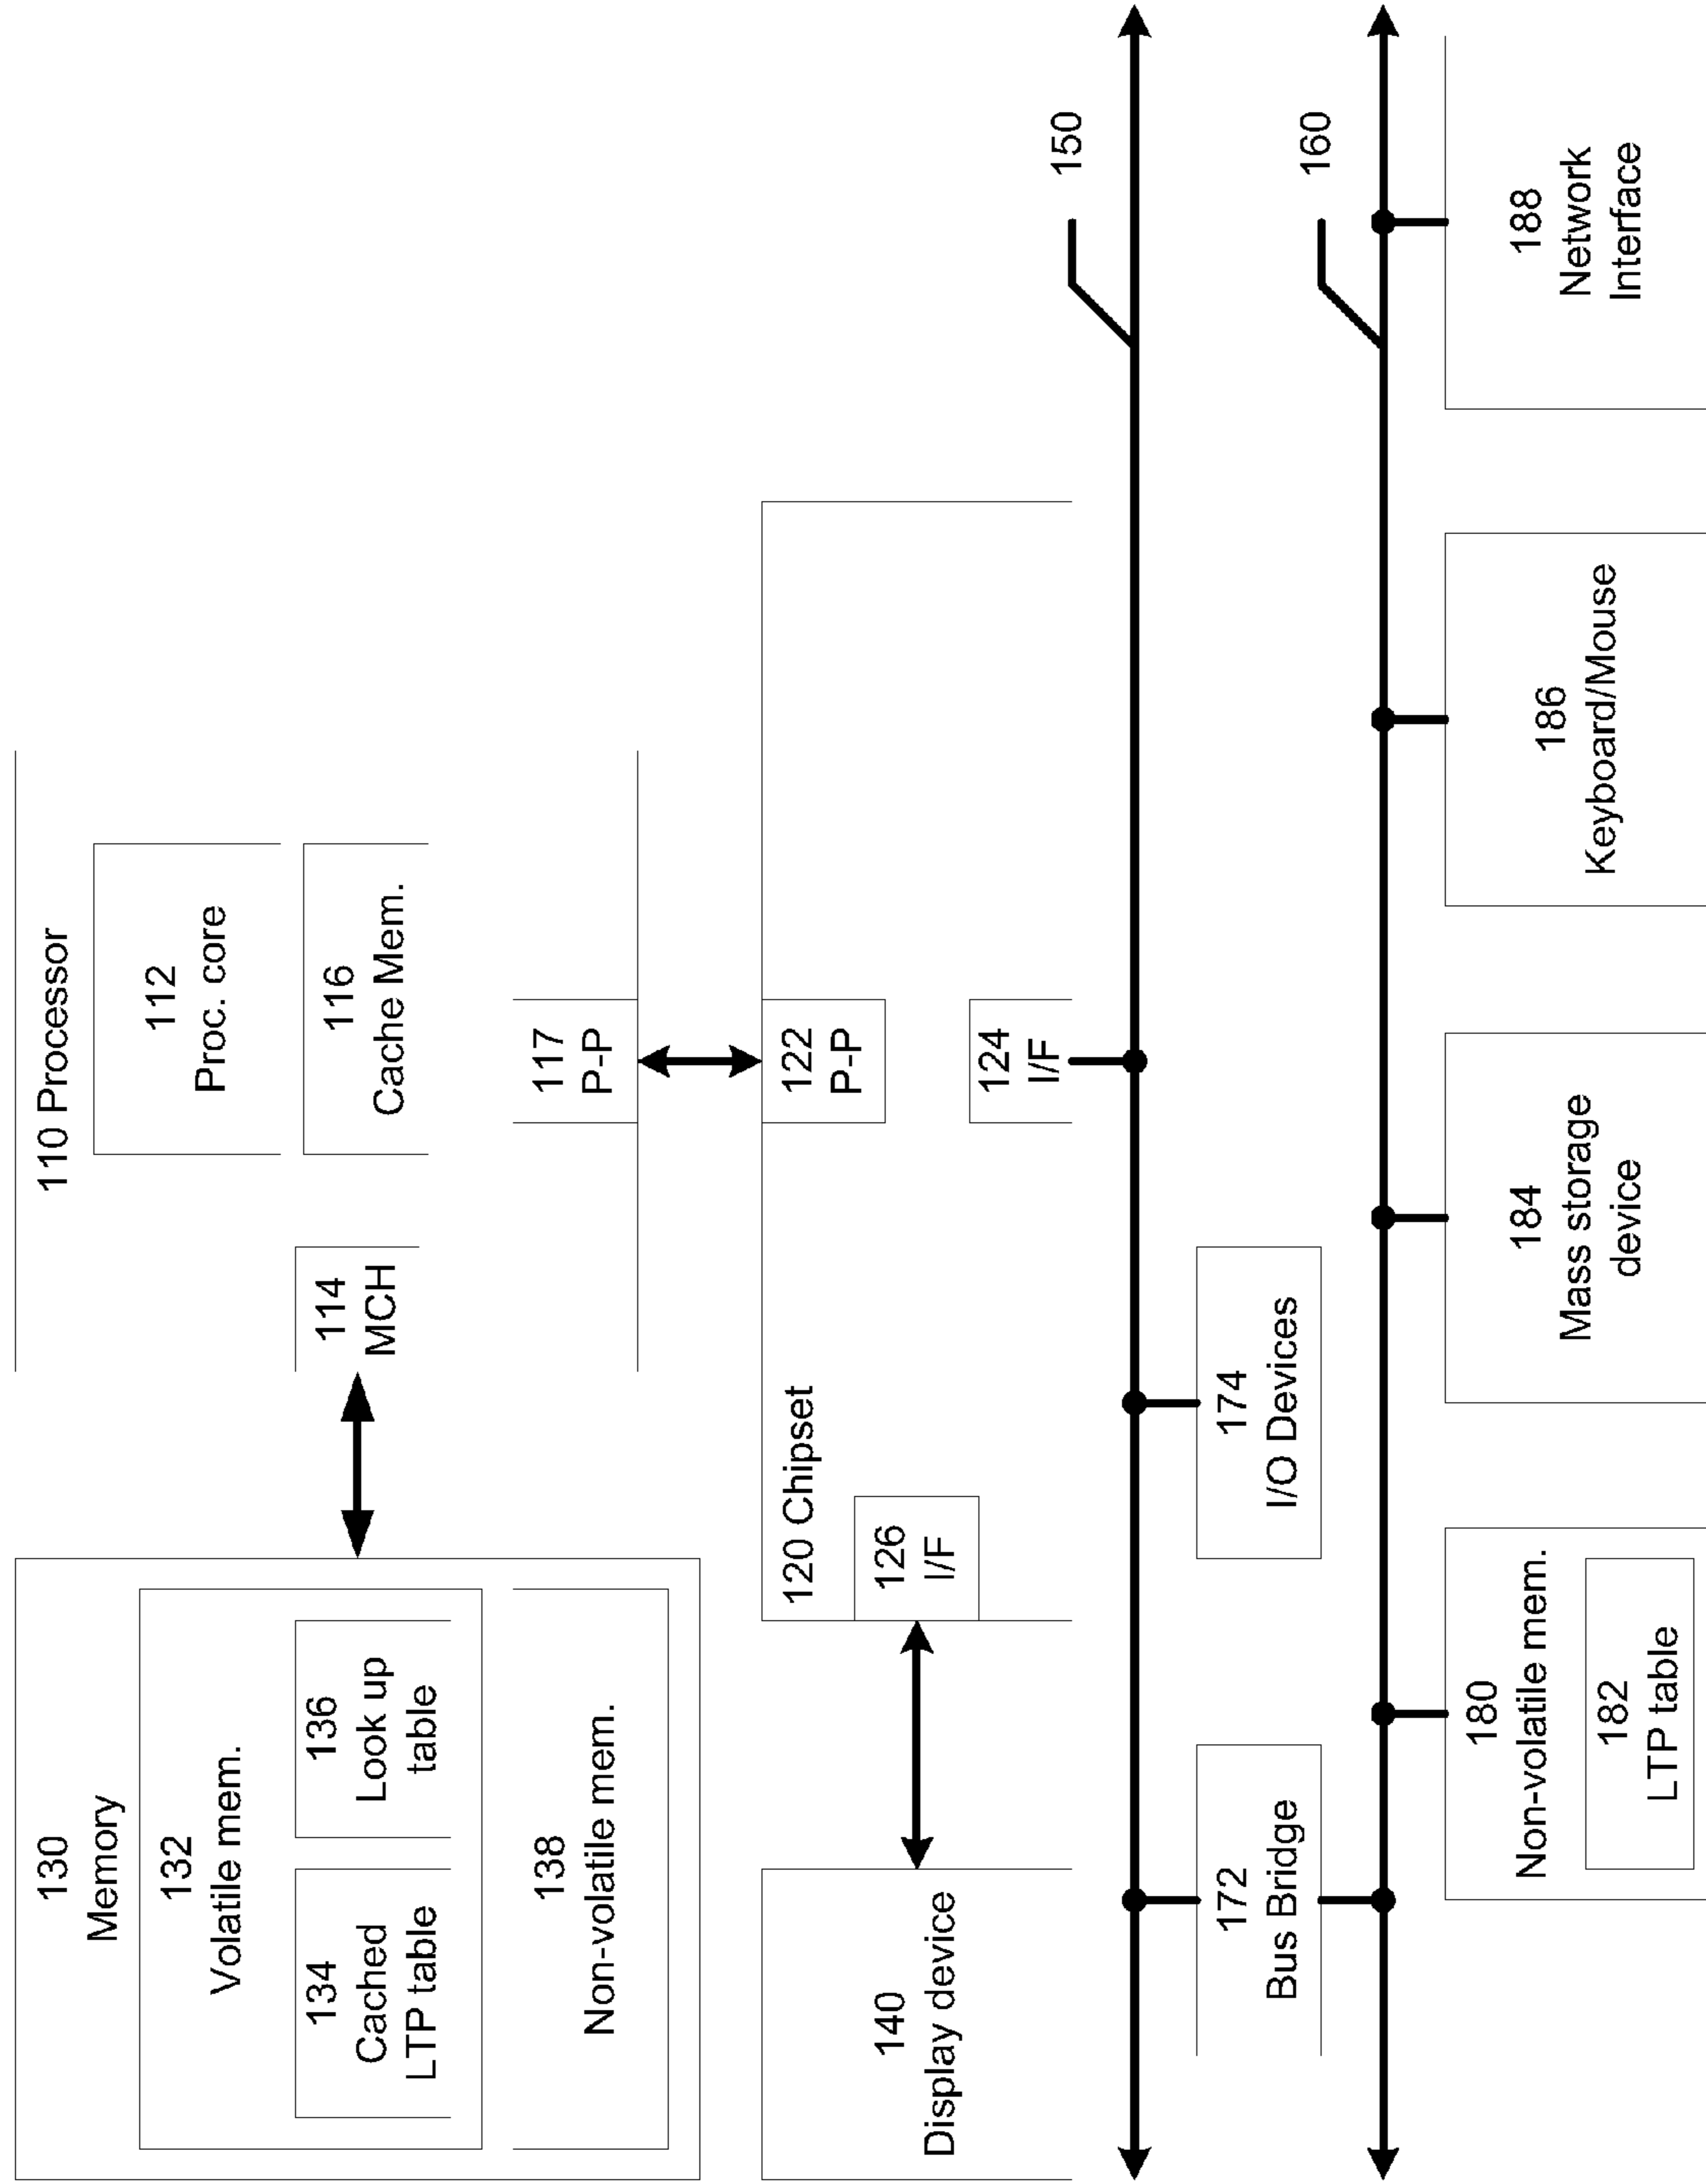 130
Memory
132
Volatile mem.
134
Cached
LTP table
136
Look up
table
138
Non-volatile mem.
110 Processor
112
Proc. core
114
MCH
116
Cache Mem.
117
P-P
120 Chipset
122
P-P
126
I/F
124
I/F
140
Display device
150
172
Bus Bridge
174
I/O Devices
160
180
Non-volatile mem.
182
LTP table
184
Mass storage
device
186
Keyboard/Mouse
188
Network
Interface